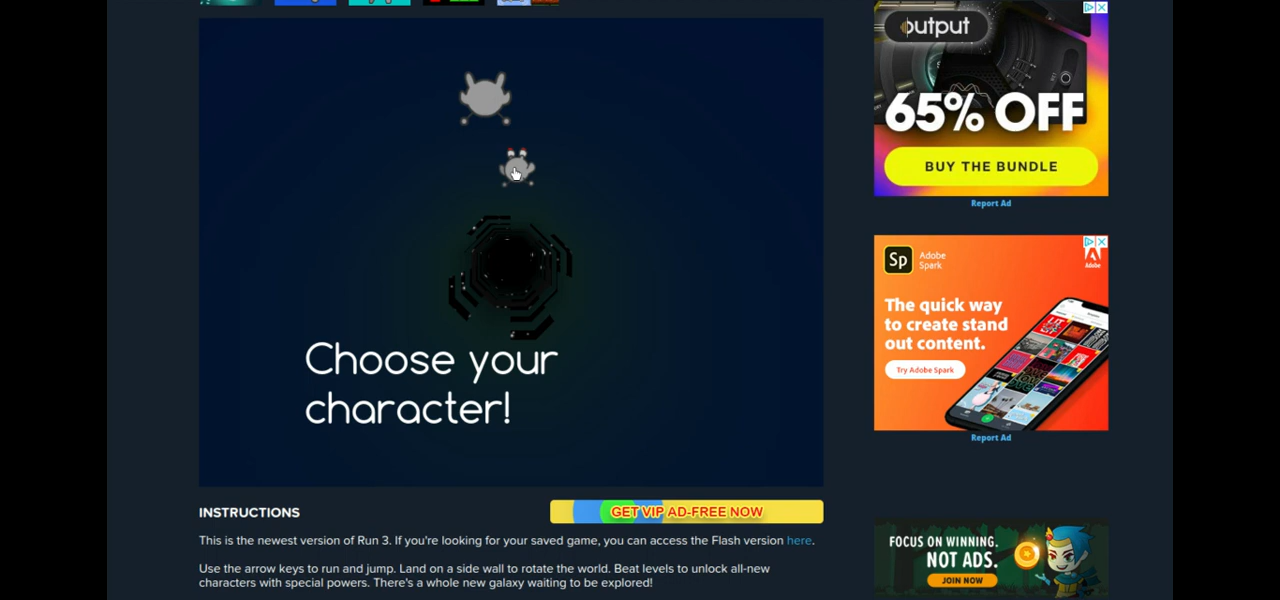 Choose your
character!
INSTRUCTIONS
GET VIP AD-FREE NOW
This is the newest version of Run 3. If you're looking for your saved game, you can access the Flash version here.
Use the arrow keys to run and jump. Land on a side wall to rotate the world. Beat levels to unlock all-new
characters with special powers. There's a whole new galaxy waiting to be explored!
output
65% OFF
BUY THE BUNDLE
Report Ad
Sp
Adobe
Spark
Adobe
The quick way
to create stand
out content.
Try Adobe Spark
Report Ad
FOCUS ON WINNING.
NOT ADS.
JOIN NOW